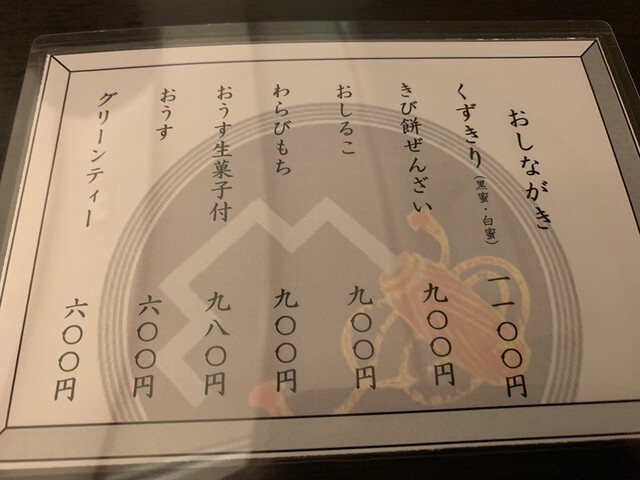 おしながき
くずきり(黒蜜・白蜜) 一一〇〇円
きび餅ぜんざい 九〇〇円
おしるこ 九〇〇円
わらびもち 九〇〇円
おうす生菓子付 九八〇円
おうす 六〇〇円
グリーンティー 六〇〇円